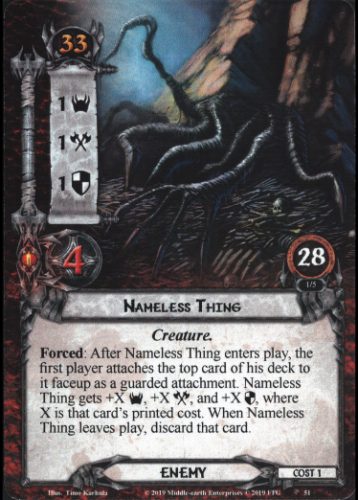 33
1
1
1
4
28
1/5
NAMELESS THING
Creature.
Forced: After Nameless Thing enters play, the
first player attaches the top card of his deck to
it faceup as a guarded attachment. Nameless
Thing gets +X , +X , and +X , where
X is that card's printed cost. When Nameless
Thing leaves play, discard that card.
ENEMY
COST 1
Illus. Timo Karhula
© 2019 Middle-earth Enterprises © 2019 FFG
51